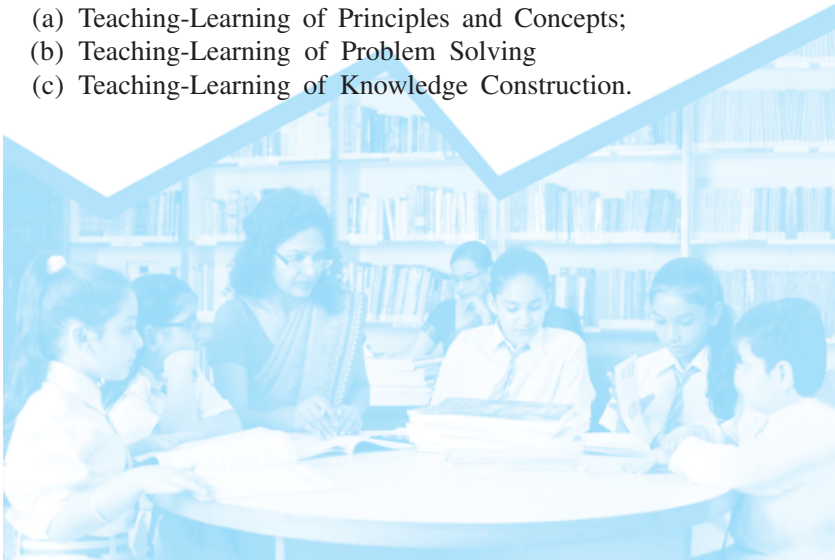 (a) Teaching-Learning of Principles and Concepts;
(b) Teaching-Learning of Problem Solving
(c) Teaching-Learning of Knowledge Construction.